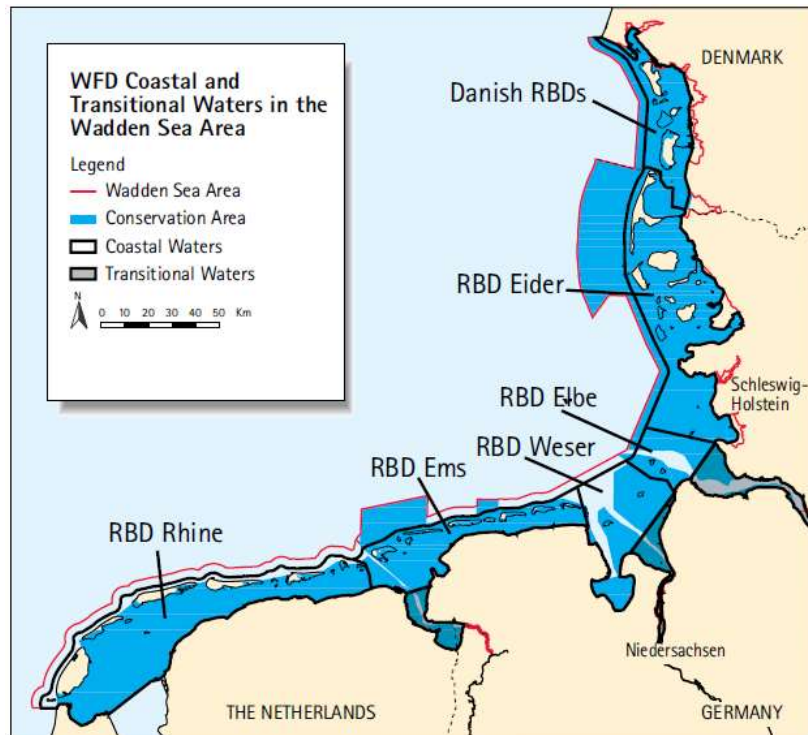 WFD Coastal and
Transitional Waters in the
Wadden Sea Area
Legend
Wadden Sea Area
Conservation Area
Coastal Waters
Transitional Waters
N
0 10 20 30 40 50 Km
DENMARK
Danish RBDs
RBD Eider
Schleswig-
Holstein
RBD Elbe
RBD Weser
RBD Ems
RBD Rhine
Niedersachsen
THE NETHERLANDS
GERMANY